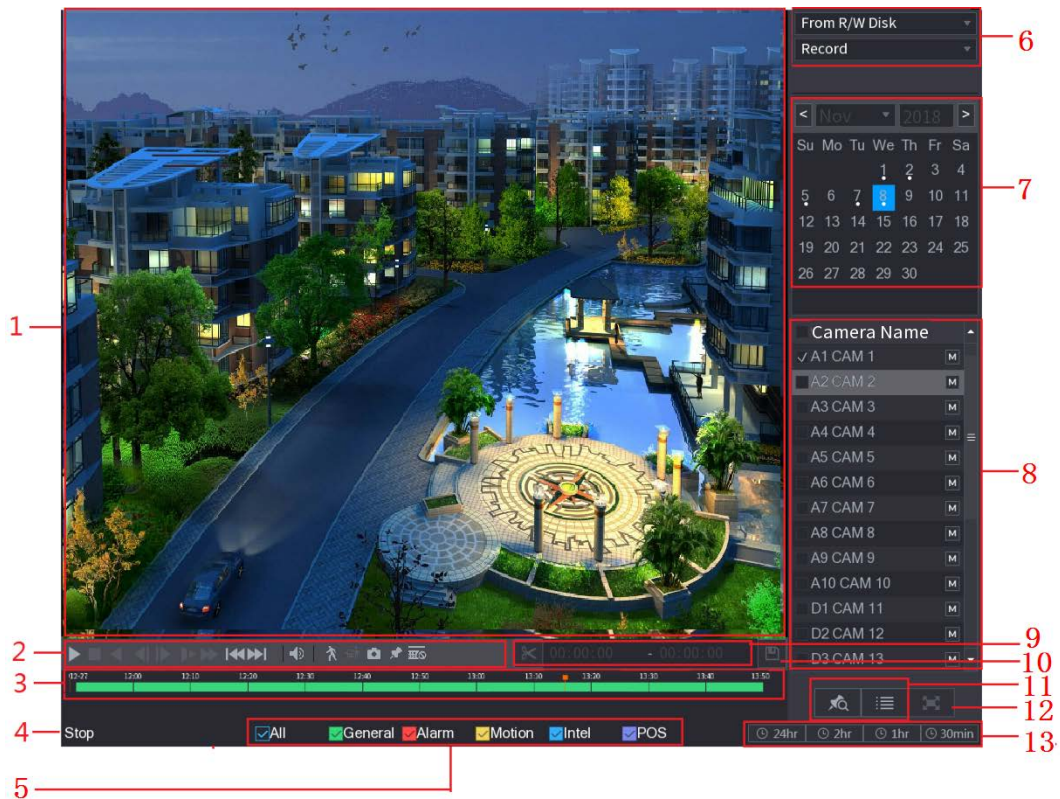 From R/W Disk
Record
6
< Nov 2018 >
Su Mo Tu We Th Fr Sa
1 2 3 4
5 6 7 8 9 10 11
12 13 14 15 16 17 18
19 20 21 22 23 24 25
26 27 28 29 30
7
1
Camera Name
A1 CAM 1 M
A2 CAM 2 M
A3 CAM 3 M
A4 CAM 4 M
A5 CAM 5 M
A6 CAM 6 M
A7 CAM 7 M
A8 CAM 8 M
A9 CAM 9 M
A10 CAM 10 M
D1 CAM 11 M
D2 CAM 12 M
D3 CAM 13 M
8
2
00:00:00 - 00:00:00
9
10
3
12-27 12:00 12:10 12:20 12:30 12:40 12:50 13:00 13:10 13:20 13:30 13:40 13:50
11
12
4
Stop
All General Alarm Motion Intel POS
24hr 2hr 1hr 30min
13
5